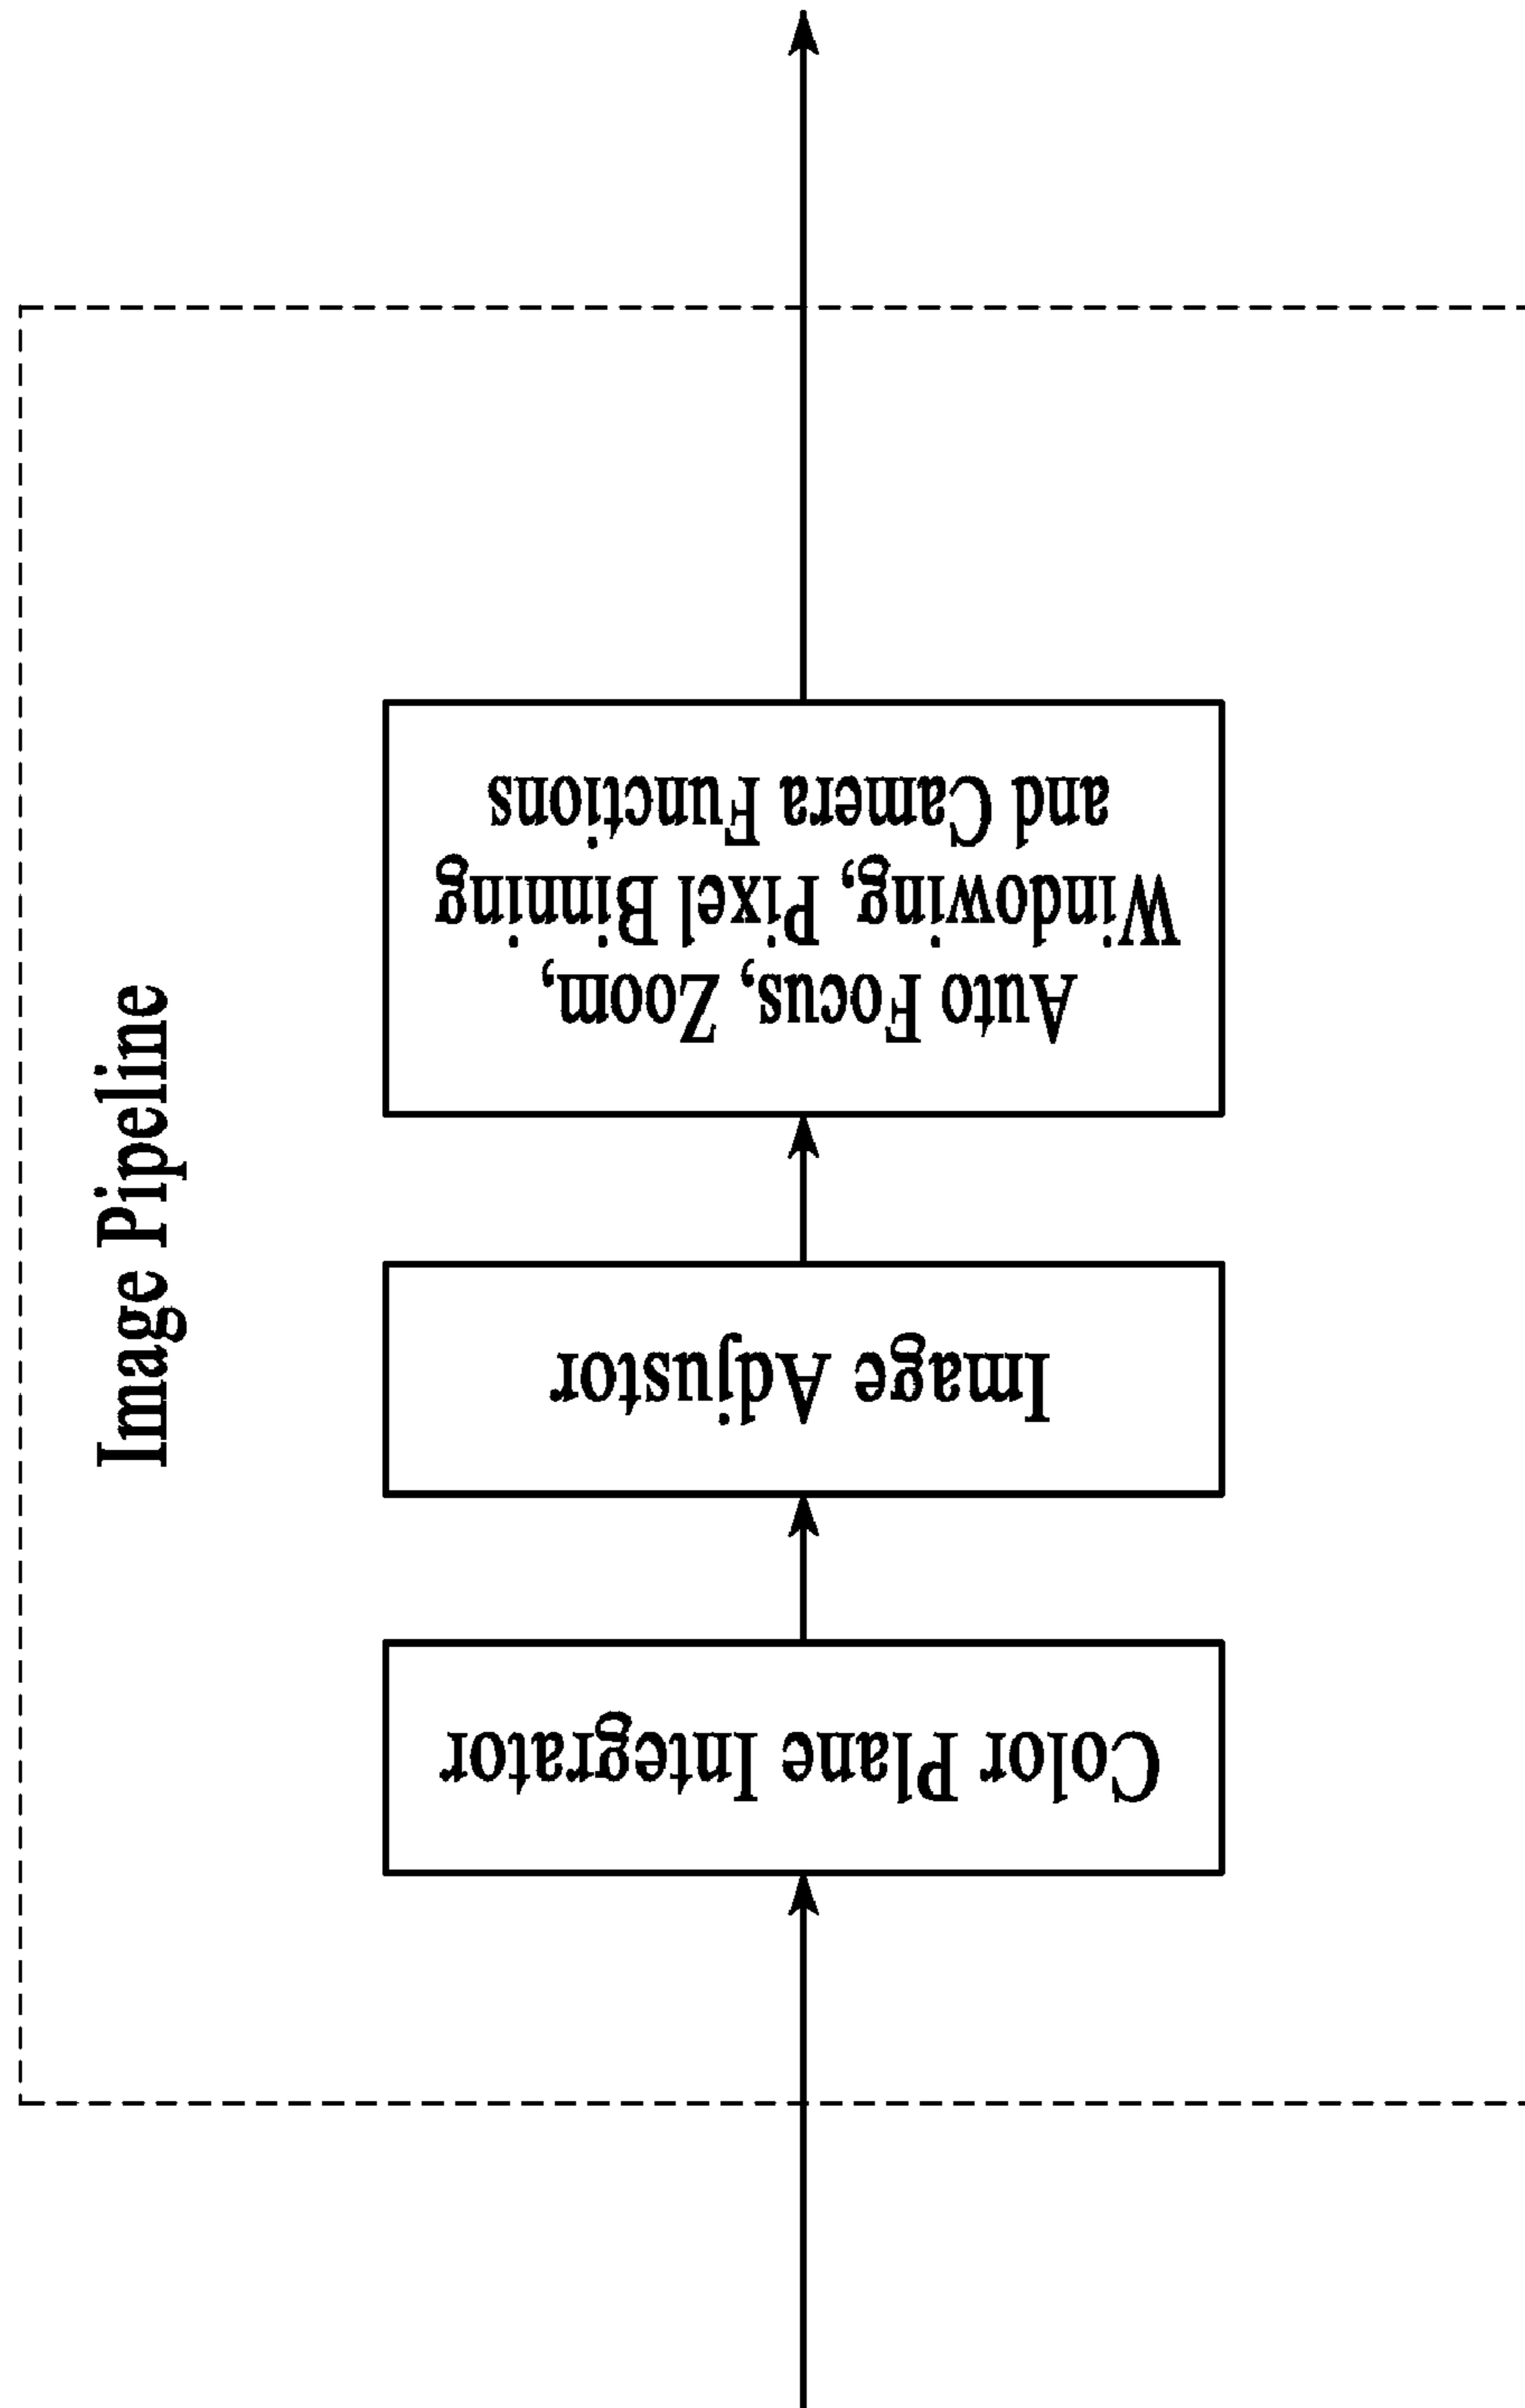 Image Pipeline
Color Plane Integrator
Image Adjustor
Auto Focus, Zoom,
Windowing, Pixel Binning
and Camera Functions